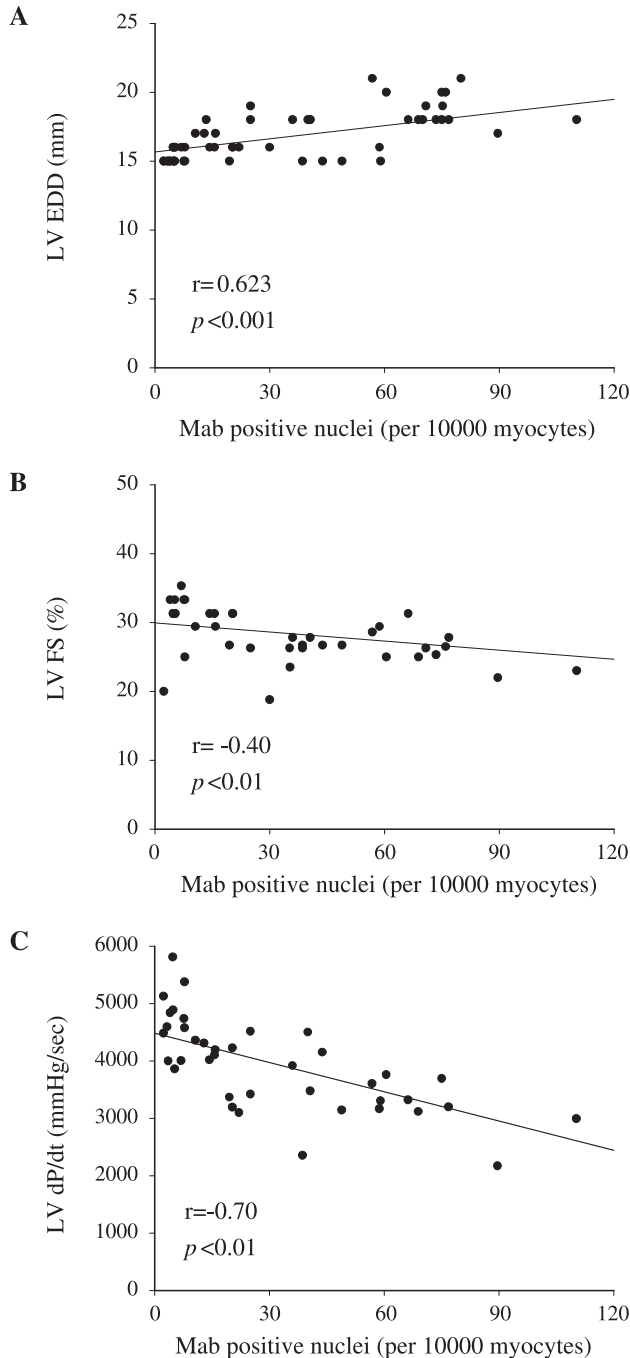 A
25
20
15
10
5
0
LV EDD (mm)
r= 0.623
p <0.001
0 30 60 90 120
Mab positive nuclei (per 10000 myocytes)
B
50
40
30
20
10
0
LV FS (%)
r= -0.40
p <0.01
0 30 60 90 120
Mab positive nuclei (per 10000 myocytes)
C
6000
5000
4000
3000
2000
1000
0
LV dP/dt (mmHg/sec)
r=-0.70
p <0.01
0 30 60 90 120
Mab positive nuclei (per 10000 myocytes)